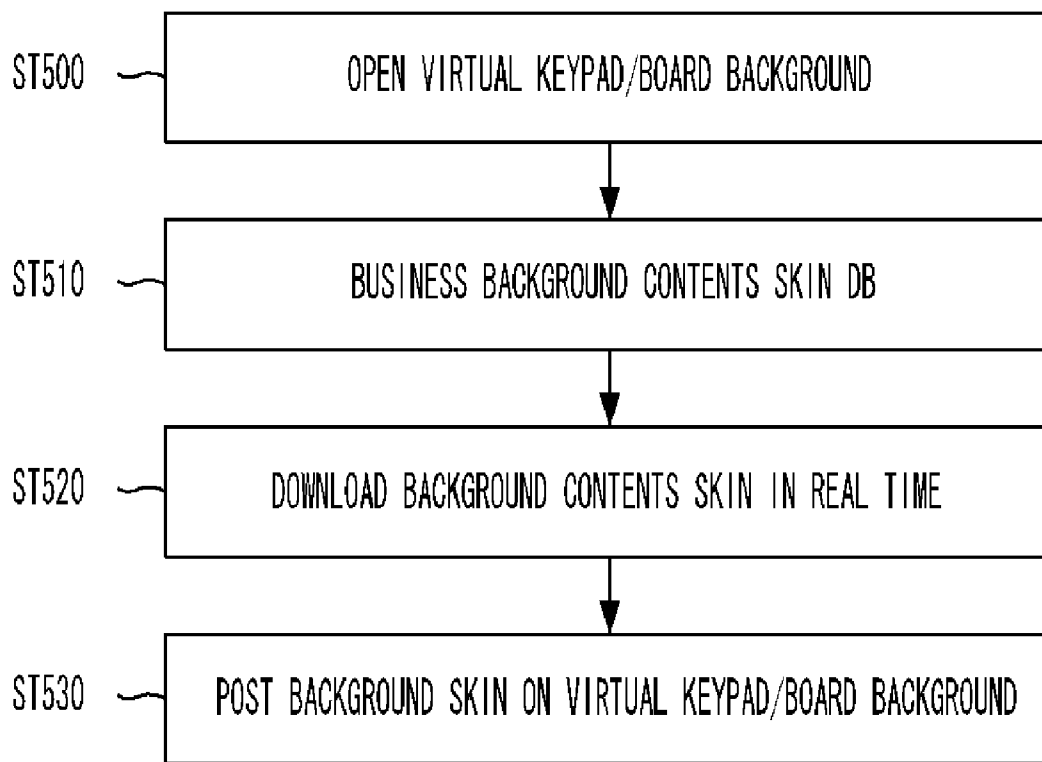 ST500 OPEN VIRTUAL KEYPAD/BOARD BACKGROUND
ST510 BUSINESS BACKGROUND CONTENTS SKIN DB
ST520 DOWNLOAD BACKGROUND CONTENTS SKIN IN REAL TIME
ST530 POST BACKGROUND SKIN ON VIRTUAL KEYPAD/BOARD BACKGROUND